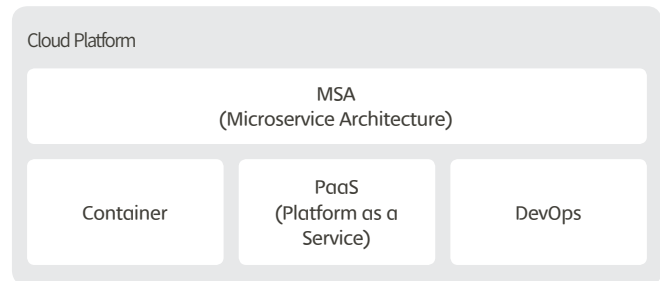 Cloud Platform
MSA
(Microservice Architecture)
Container
PaaS
(Platform as a
Service)
DevOps